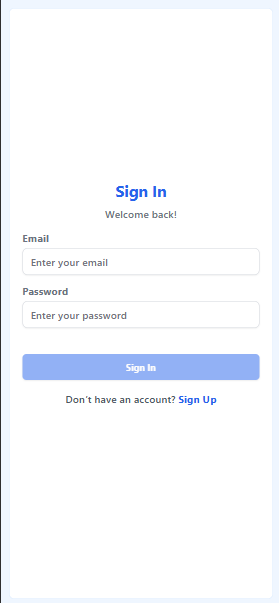 Sign In
Welcome back!
Email
Enter your email
Password
Enter your password
Sign In
Don't have an account? Sign Up